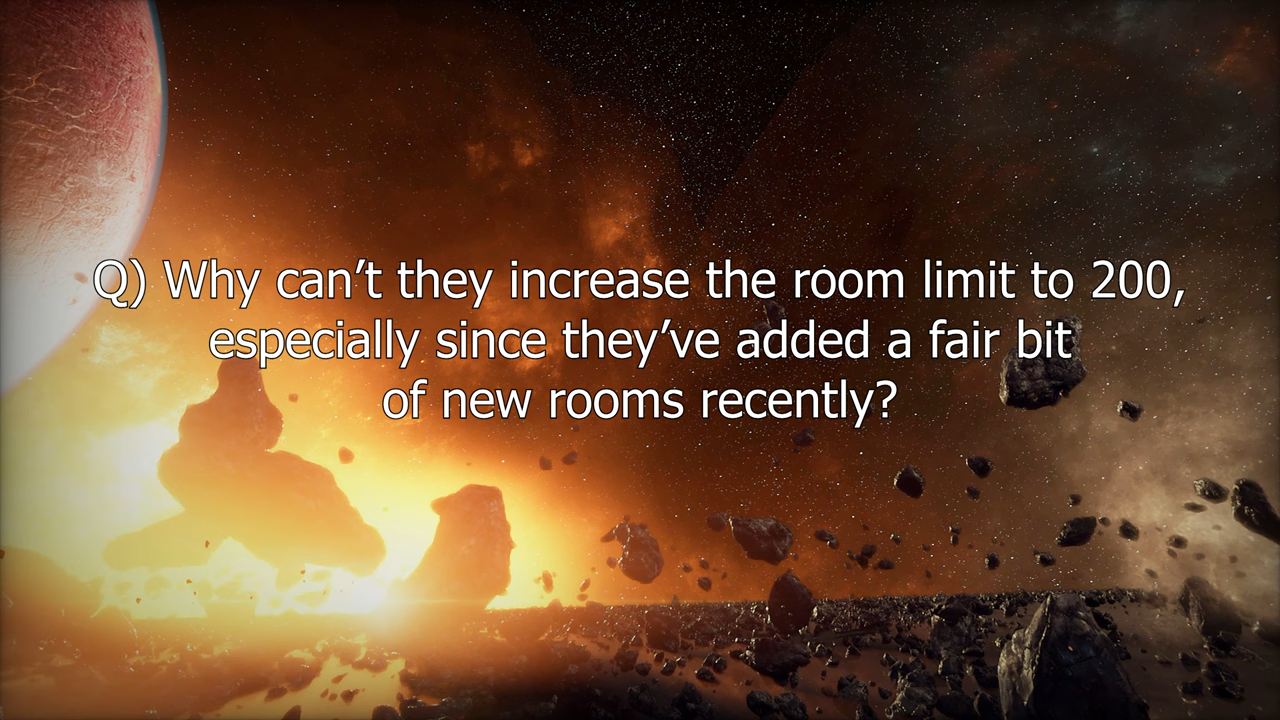 Q) Why can’t they increase the room limit to 200,
especially since they’ve added a fair bit
of new rooms recently?